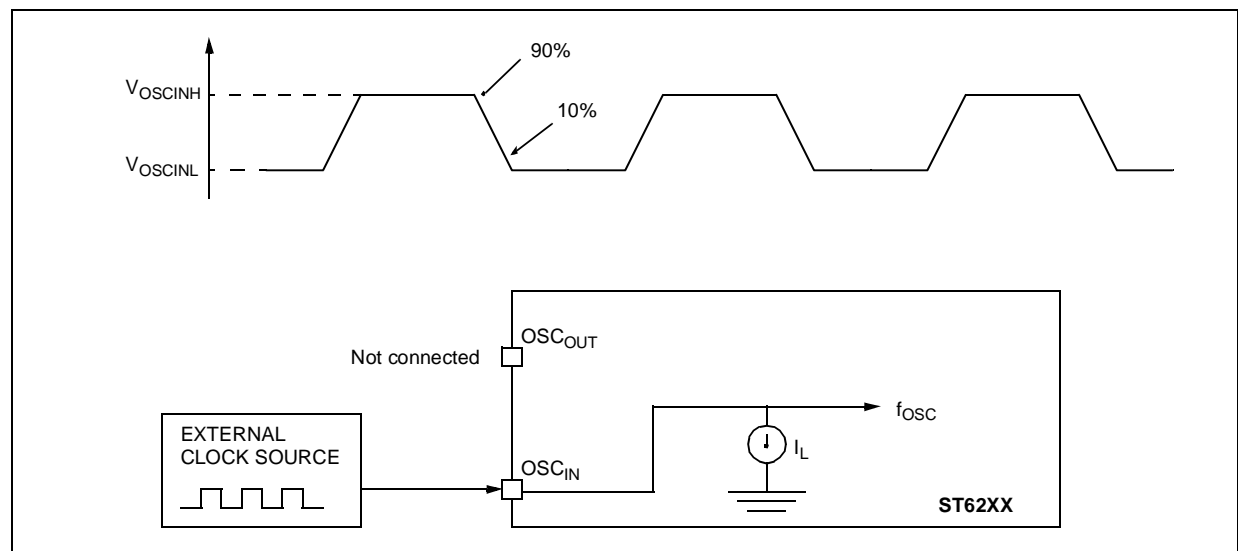 90%
V_OSCINH
10%
V_OSCINL
OSC_OUT
Not connected
f_OSC
EXTERNAL
CLOCK SOURCE
I_L
OSC_IN
ST62XX